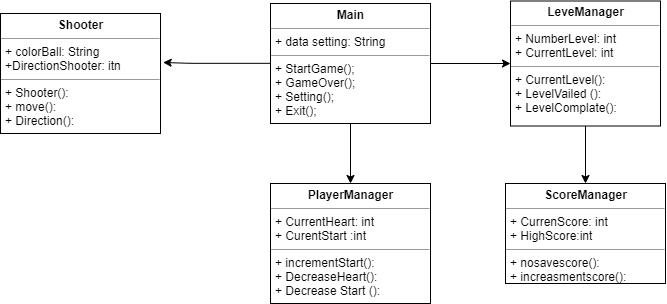 Shooter
+ colorBall: String
+DirectionShooter: itn
+ Shooter():
+ move():
+ Direction():
Main
+ data setting: String
+ StartGame();
+ GameOver();
+ Setting();
+ Exit();
LeveManager
+ NumberLevel: int
+ CurrentLevel: int
+ CurrentLevel():
+ LevelVailed ():
+ LevelComplate():
PlayerManager
+ CurrentHeart: int
+ CurentStart :int
+ incrementStart():
+ DecreaseHeart():
+ Decrease Start ():
ScoreManager
+ CurrenScore: int
+ HighScore:int
+ nosavescore():
+ increasmentscore():